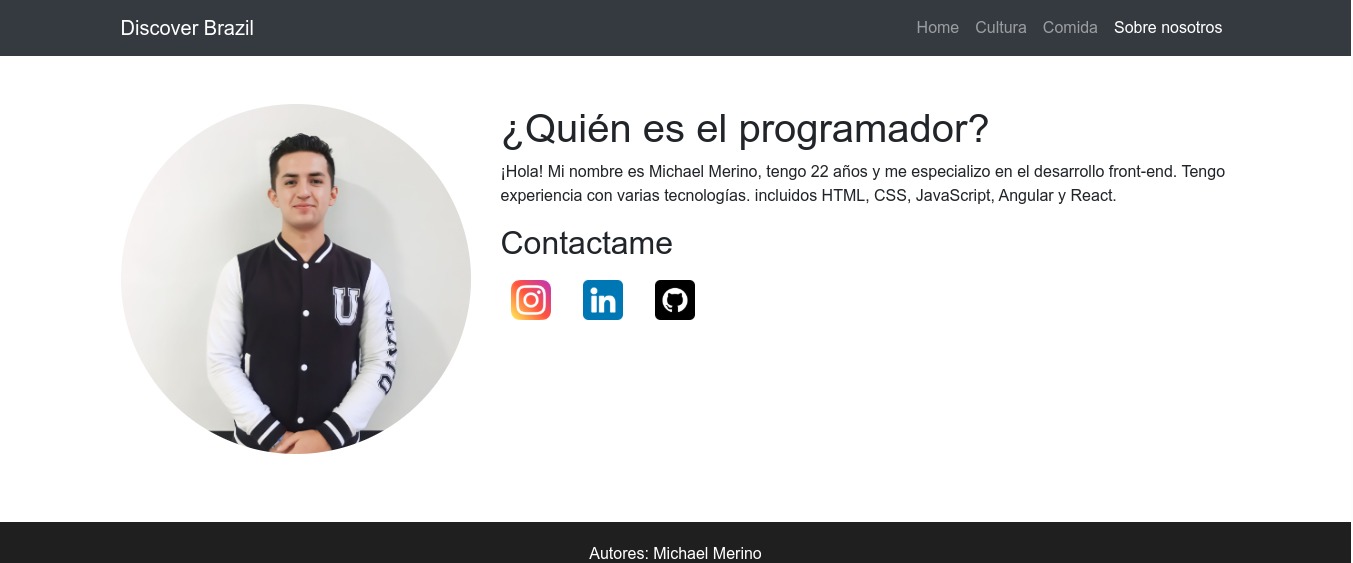 Discover Brazil
Home Cultura Comida Sobre nosotros
¿Quién es el programador?
¡Hola! Mi nombre es Michael Merino, tengo 22 años y me especializo en el desarrollo front-end. Tengo
experiencia con varias tecnologías. incluidos HTML, CSS, JavaScript, Angular y React.
Contactame
in
U
Autores: Michael Merino